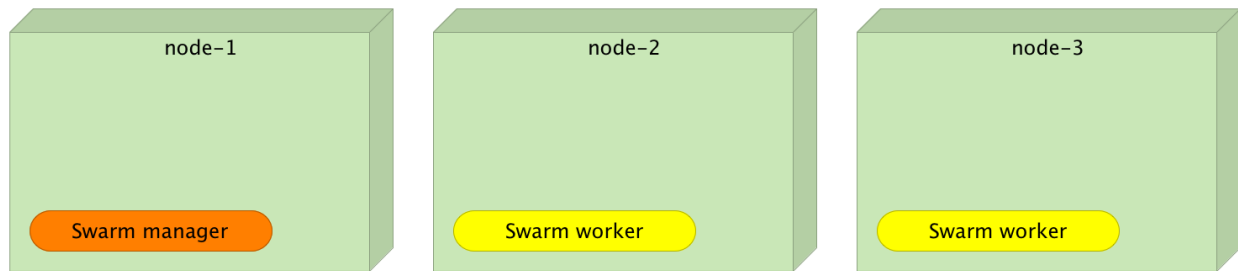 node-1
node-2
node-3
Swarm manager
Swarm worker
Swarm worker